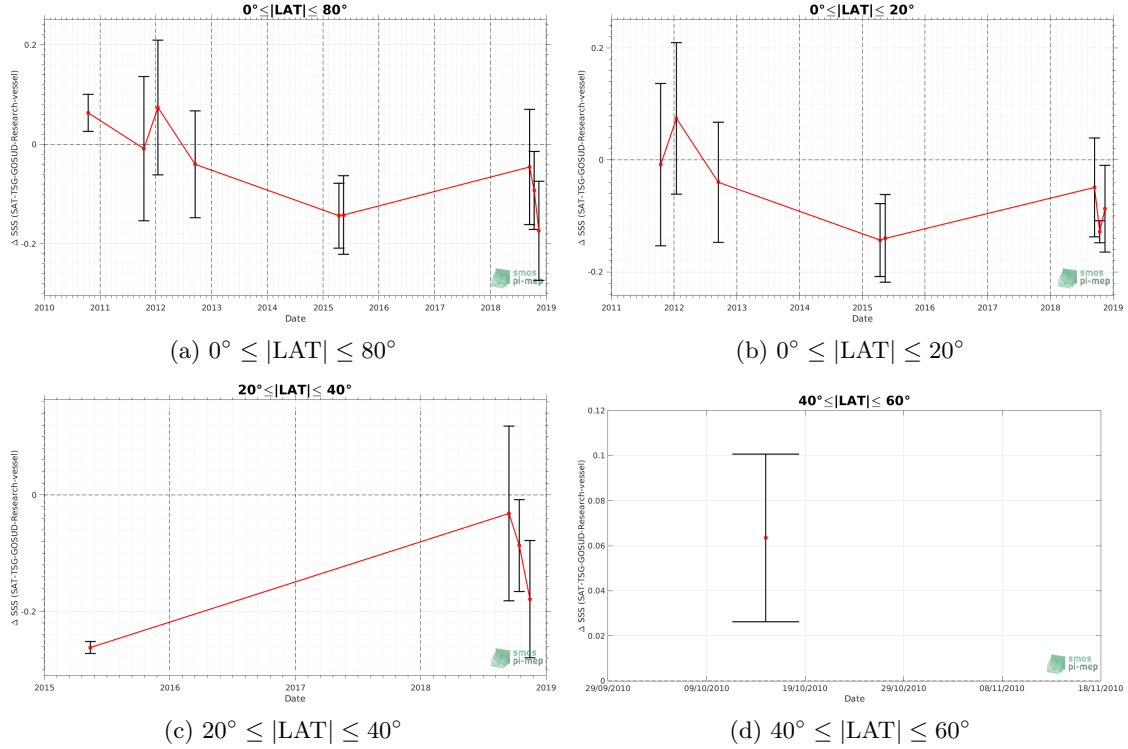 0°≤|LAT|≤ 80°
0.2
0
-0.2
Δ SSS (SAT-TSG-GOSUD-Research-vessel)
2010 2011 2012 2013 2014 2015 2016 2017 2018 2019
Date
smos
pi-mep
(a) 0° ≤ |LAT| ≤ 80°
0°≤|LAT|≤ 20°
0.2
0
-0.2
Δ SSS (SAT-TSG-GOSUD-Research-vessel)
2011 2012 2013 2014 2015 2016 2017 2018 2019
Date
smos
pi-mep
(b) 0° ≤ |LAT| ≤ 20°
20°≤|LAT|≤ 40°
0
-0.2
Δ SSS (SAT-TSG-GOSUD-Research-vessel)
2015 2016 2017 2018 2019
Date
smos
pi-mep
(c) 20° ≤ |LAT| ≤ 40°
40°≤|LAT|≤ 60°
0.12
0.1
0.08
0.06
0.04
0.02
0
Δ SSS (SAT-TSG-GOSUD-Research-vessel)
29/09/2010 09/10/2010 19/10/2010 29/10/2010 08/11/2010 18/11/2010
Date
smos
pi-mep
(d) 40° ≤ |LAT| ≤ 60°